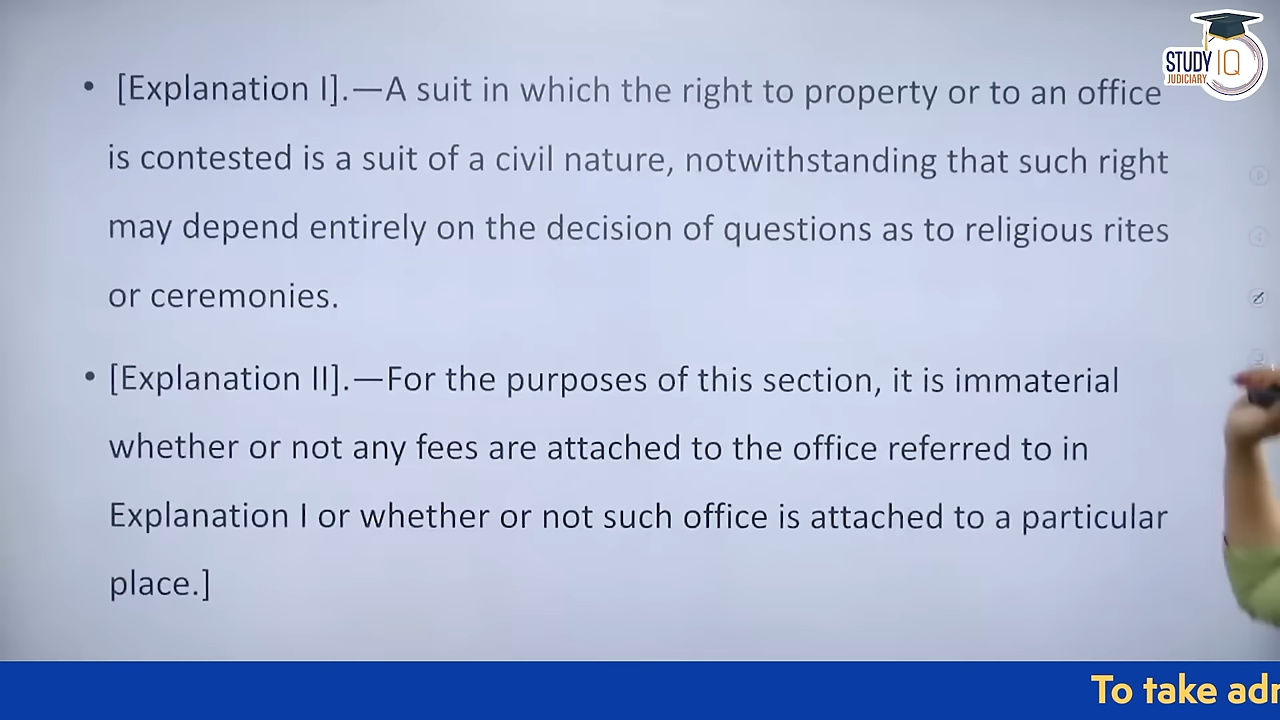 STUDY IQ
JUDICIARY
• [Explanation I].—A suit in which the right to property or to an office
is contested is a suit of a civil nature, notwithstanding that such right
may depend entirely on the decision of questions as to religious rites
or ceremonies.
• [Explanation II].—For the purposes of this section, it is immaterial
whether or not any fees are attached to the office referred to in
Explanation I or whether or not such office is attached to a particular
place.]
To take adr